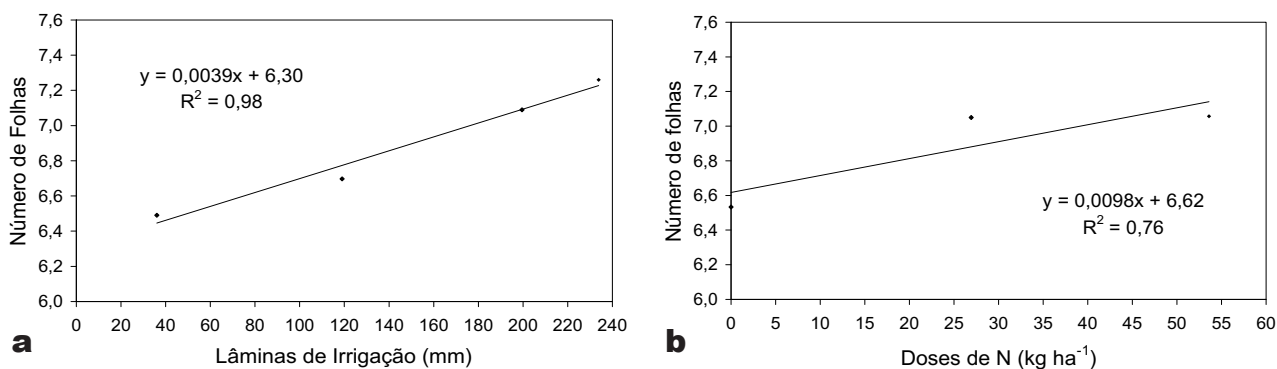 7,6
7,4
7,2
7,0
6,8
6,6
6,4
6,2
6,0
Número de Folhas
y = 0,0039x + 6,30
R² = 0,98
0 20 40 60 80 100 120 140 160 180 200 220 240
Lâminas de Irrigação (mm)
a
7,6
7,4
7,2
7,0
6,8
6,6
6,4
6,2
6,0
Número de folhas
y = 0,0098x + 6,62
R² = 0,76
0 5 10 15 20 25 30 35 40 45 50 55 60
Doses de N (kg ha⁻¹)
b